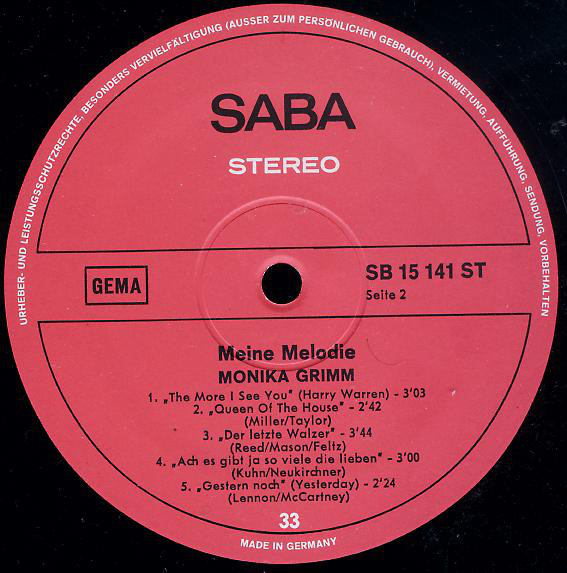 URHEBER- UND LEISTUNGSSCHUTZRECHTE, BESONDERS VERVIELFÄLTIGUNG (AUSSER ZUM PERSÖNLICHEN GEBRAUCH), VERMIETUNG, AUFFÜHRUNG, SENDUNG, VORBEHALTEN
SABA
STEREO
GEMA
SB 15 141 ST
Seite 2
Meine Melodie
MONIKA GRIMM
1. „The More I See You" (Harry Warren) - 3'03
2. „Queen Of The House" - 2'42
(Miller/Taylor)
3. „Der letzte Walzer" - 3'44
(Reed/Mason/Feltz)
4. „Ach es gibt ja so viele die lieben" - 3'00
(Kuhn/Neukirchner)
5. „Gestern noch" (Yesterday) - 2'24
(Lennon/McCartney)
33
MADE IN GERMANY